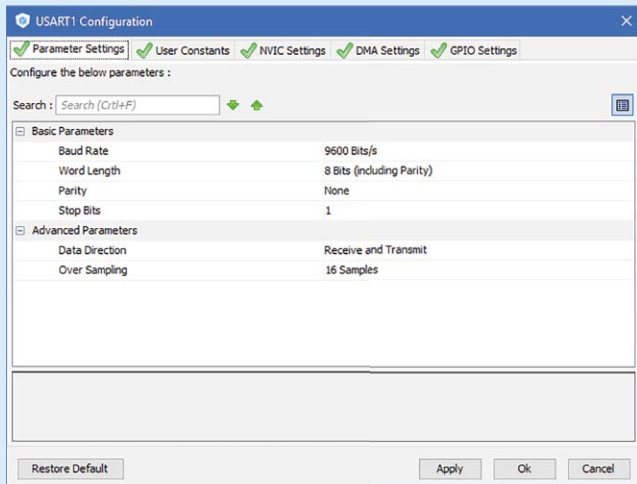 USART1 Configuration
Parameter Settings User Constants NVIC Settings DMA Settings GPIO Settings
Configure the below parameters :
Search : Search (Crtl+F)
Basic Parameters
Baud Rate 9600 Bits/s
Word Length 8 Bits (including Parity)
Parity None
Stop Bits 1
Advanced Parameters
Data Direction Receive and Transmit
Over Sampling 16 Samples
Restore Default Apply Ok Cancel